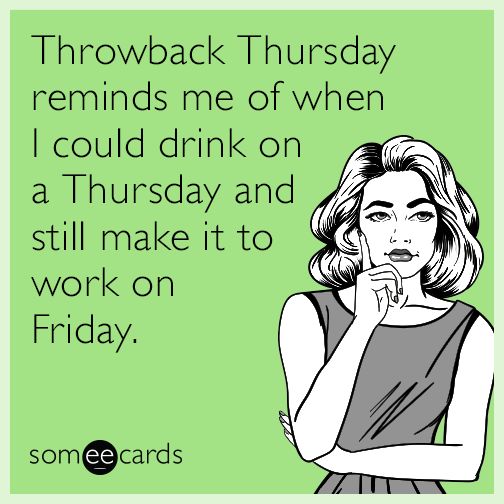 Throwback Thursday
reminds me of when
I could drink on
a Thursday and
still make it to
work on
Friday.
someecards